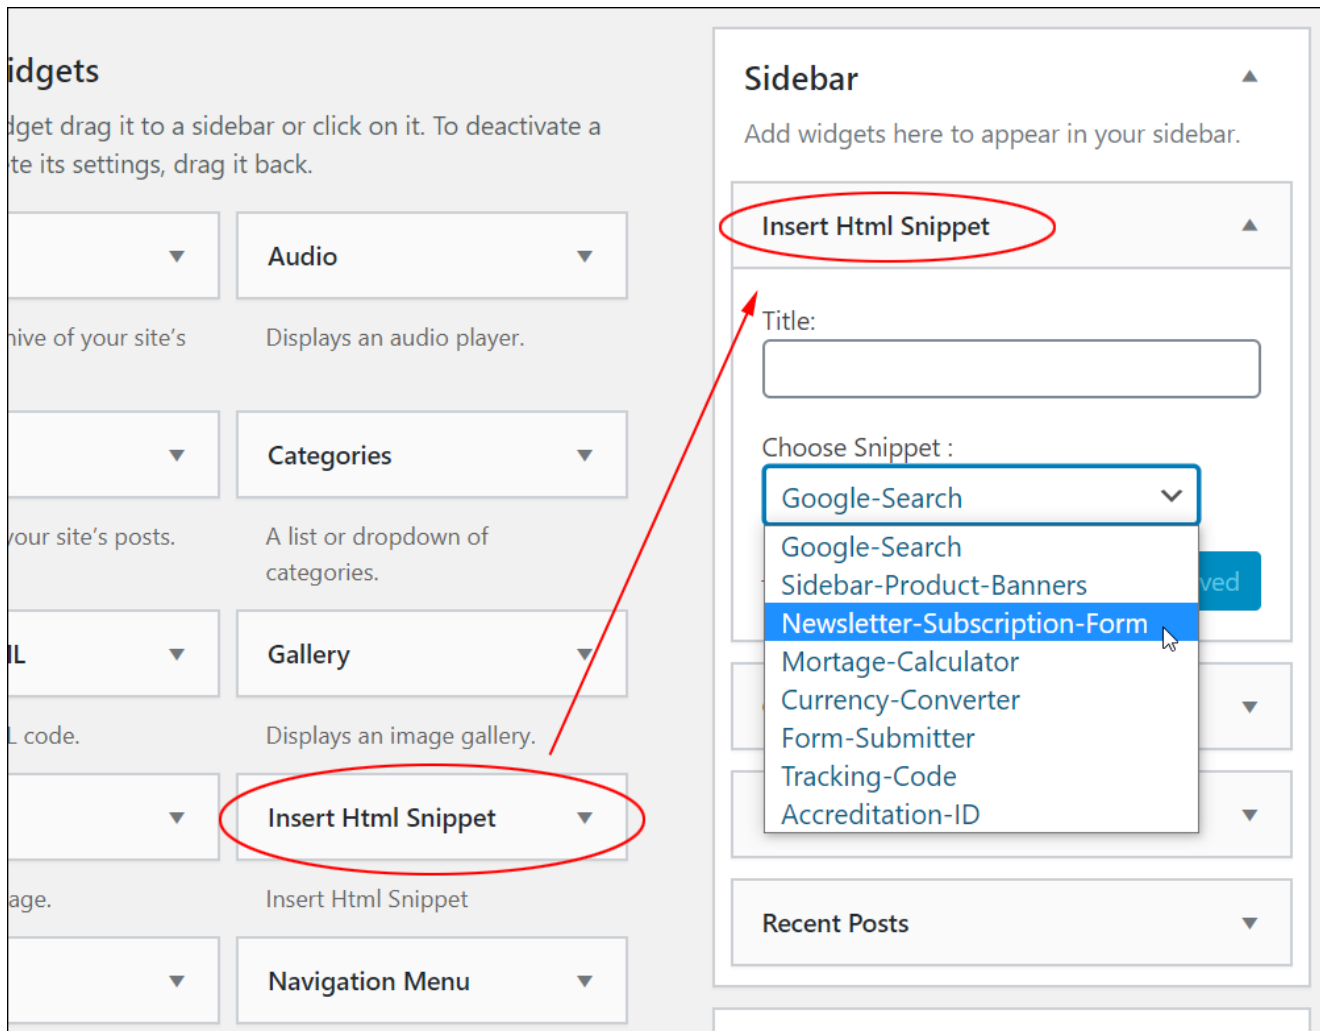 idgets
dget drag it to a sidebar or click on it. To deactivate a
te its settings, drag it back.
Audio
hive of your site's
Displays an audio player.
Categories
your site's posts.
A list or dropdown of
categories.
IL
Gallery
L code.
Displays an image gallery.
Insert Html Snippet
age.
Insert Html Snippet
Navigation Menu
Sidebar
Add widgets here to appear in your sidebar.
Insert Html Snippet
Title:
Choose Snippet :
Google-Search
Google-Search
Sidebar-Product-Banners
ved
Newsletter-Subscription-Form
Mortage-Calculator
Currency-Converter
Form-Submitter
Tracking-Code
Accreditation-ID
Recent Posts